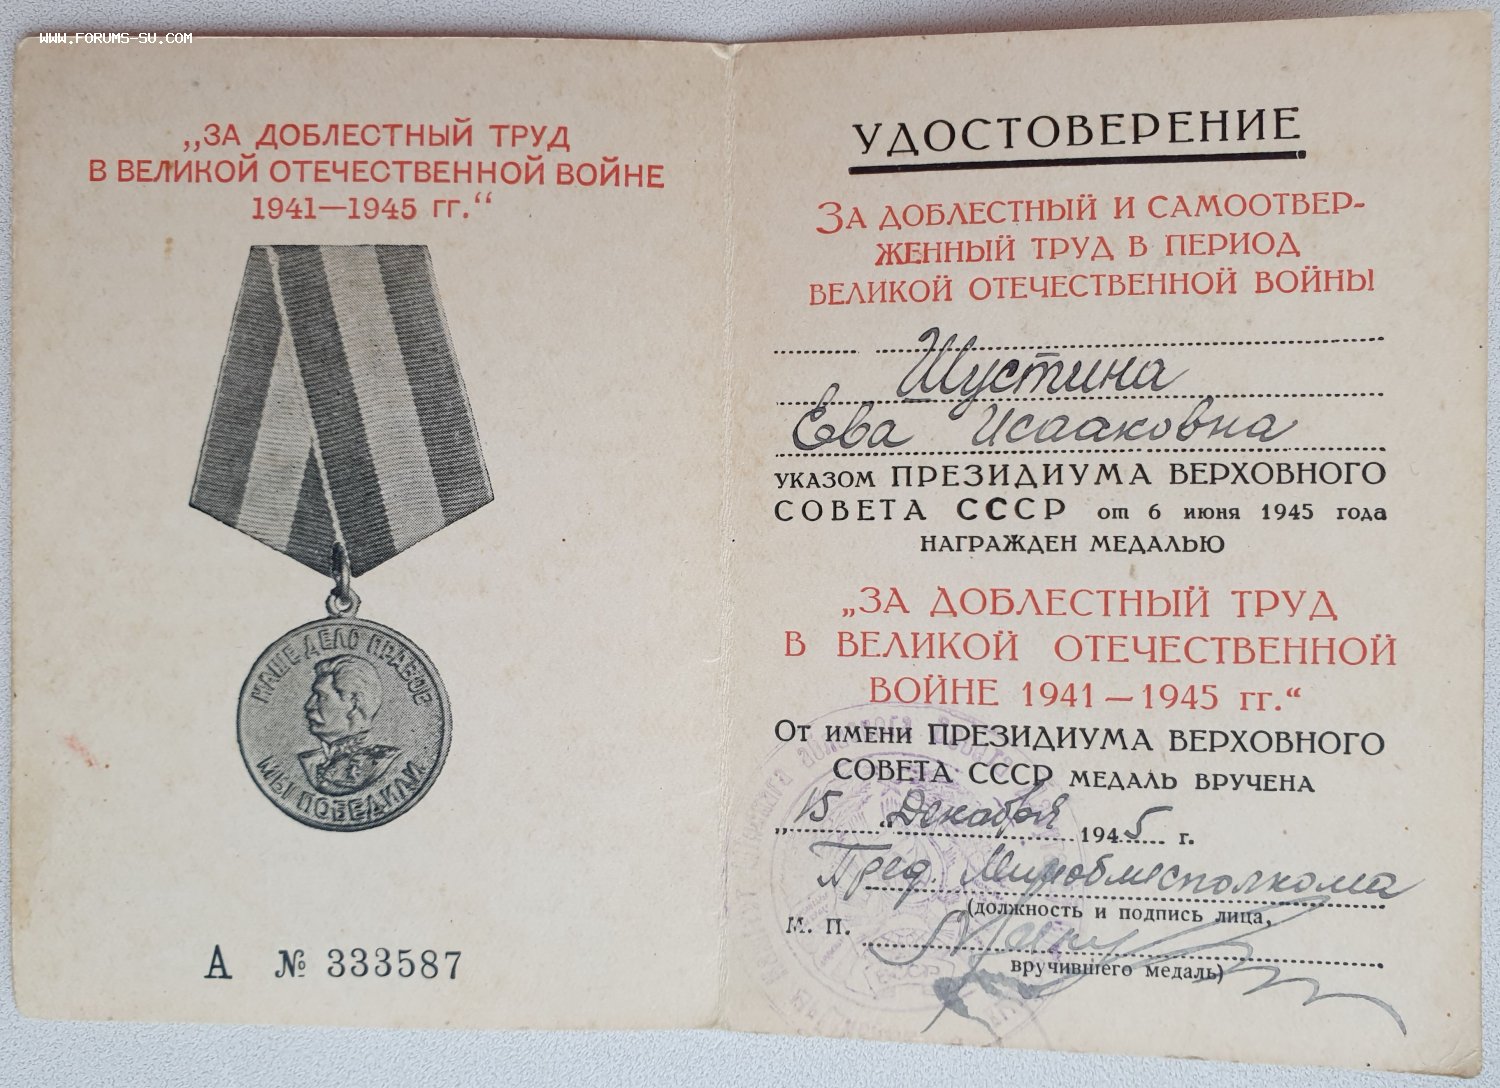 WWW.FORUMS-SU.COM
„ЗА ДОБЛЕСТНЫЙ ТРУД
В ВЕЛИКОЙ ОТЕЧЕСТВЕННОЙ ВОЙНЕ
1941—1945 гг.“
НАШЕ ДЕЛО ПРАВОЕ
МЫ ПОБЕДИЛИ
А № 333587
УДОСТОВЕРЕНИЕ
ЗА ДОБЛЕСТНЫЙ И САМООТВЕР-
ЖЕННЫЙ ТРУД В ПЕРИОД
ВЕЛИКОЙ ОТЕЧЕСТВЕННОЙ ВОЙНЫ
Шустина
Ева Исааковна
УКАЗОМ ПРЕЗИДИУМА ВЕРХОВНОГО
СОВЕТА СССР от 6 июня 1945 года
НАГРАЖДЕН МЕДАЛЬЮ
„ЗА ДОБЛЕСТНЫЙ ТРУД
В ВЕЛИКОЙ ОТЕЧЕСТВЕННОЙ
ВОЙНЕ 1941—1945 гг.“
ОТ ИМЕНИ ПРЕЗИДИУМА ВЕРХОВНОГО
СОВЕТА СССР МЕДАЛЬ ВРУЧЕНА
„15 „ Декабря 1945 г.
Пред. Миноблисполкома
(должность и подпись лица,
М. П.
вручившего медаль)